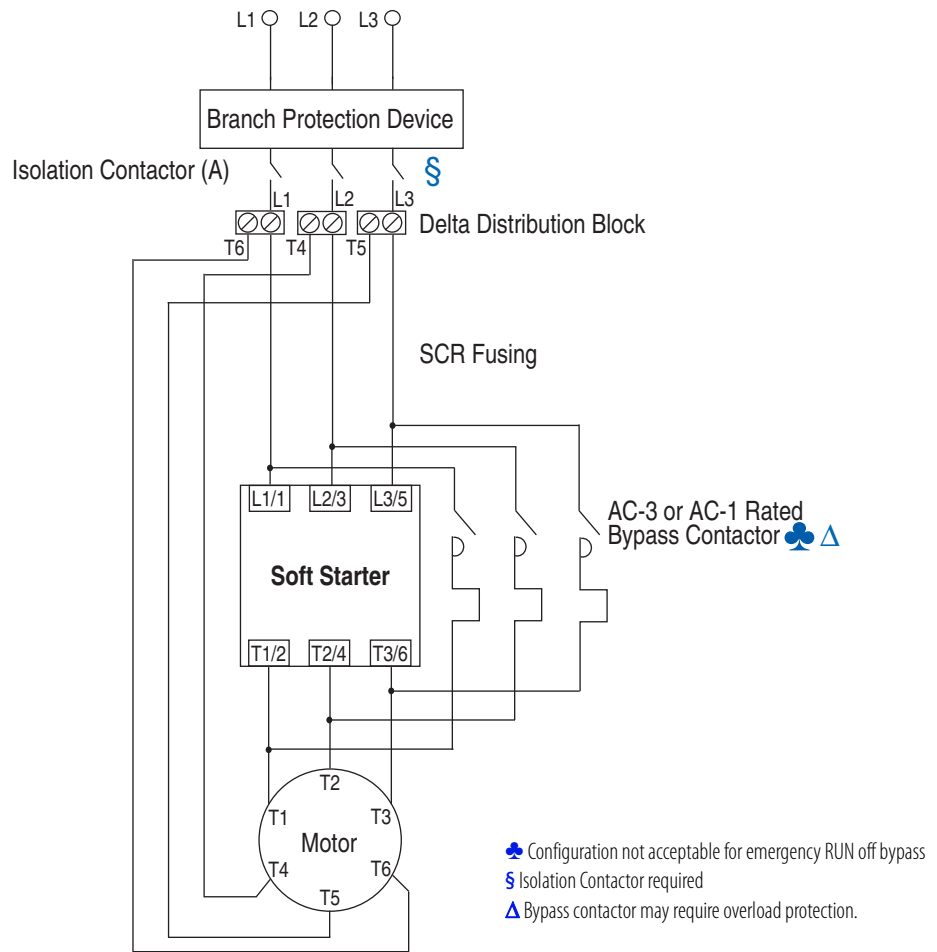 L1 L2 L3
Branch Protection Device
Isolation Contactor (A) §
L1 L2 L3
Delta Distribution Block
T6 T4 T5
SCR Fusing
L1/1 L2/3 L3/5
AC-3 or AC-1 Rated
Bypass Contactor ♣ Δ
Soft Starter
T1/2 T2/4 T3/6
T2
T1 T3
Motor
T4 T6
T5
♣ Configuration not acceptable for emergency RUN off bypass
§ Isolation Contactor required
Δ Bypass contactor may require overload protection.